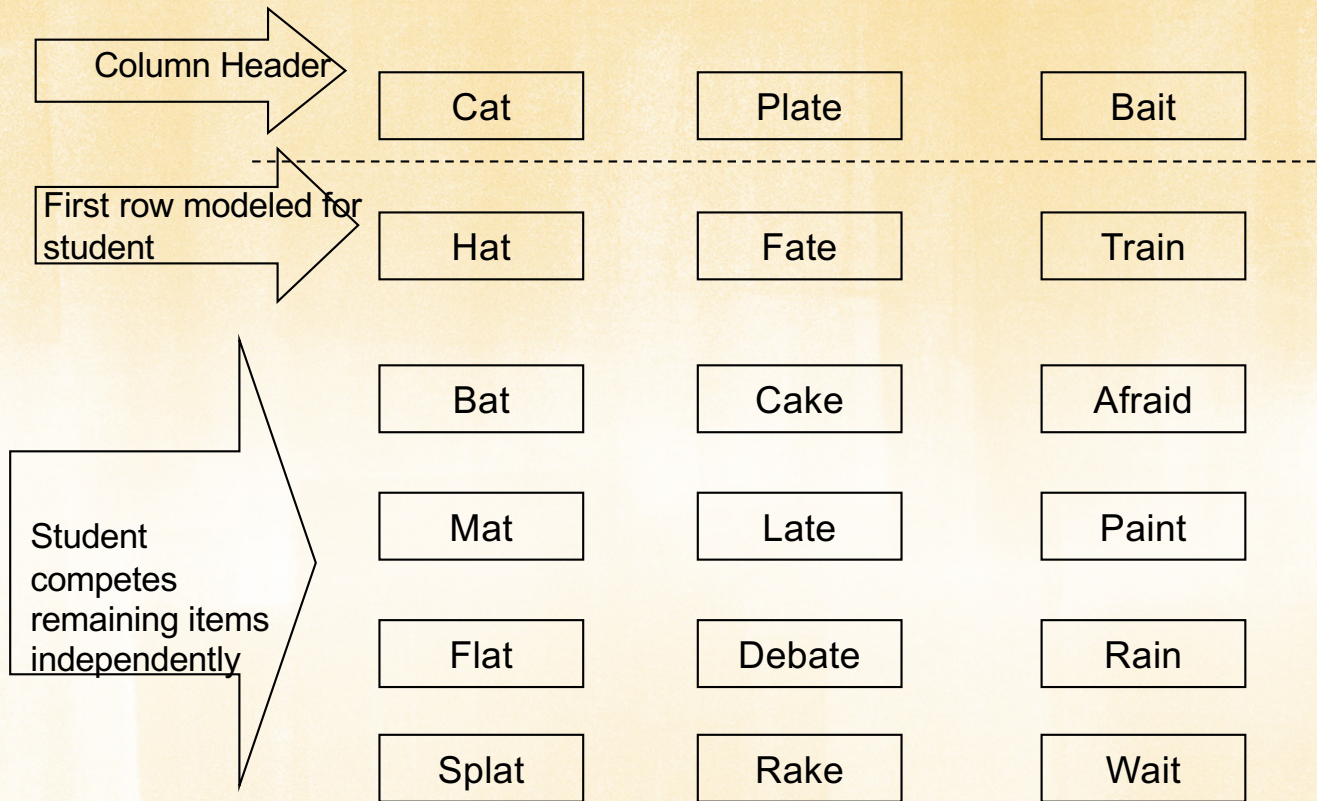 Column Header
Cat Plate Bait
First row modeled for
student
Hat Fate Train
Bat Cake Afraid
Mat Late Paint
Student
competes
remaining items
independently
Flat Debate Rain
Splat Rake Wait